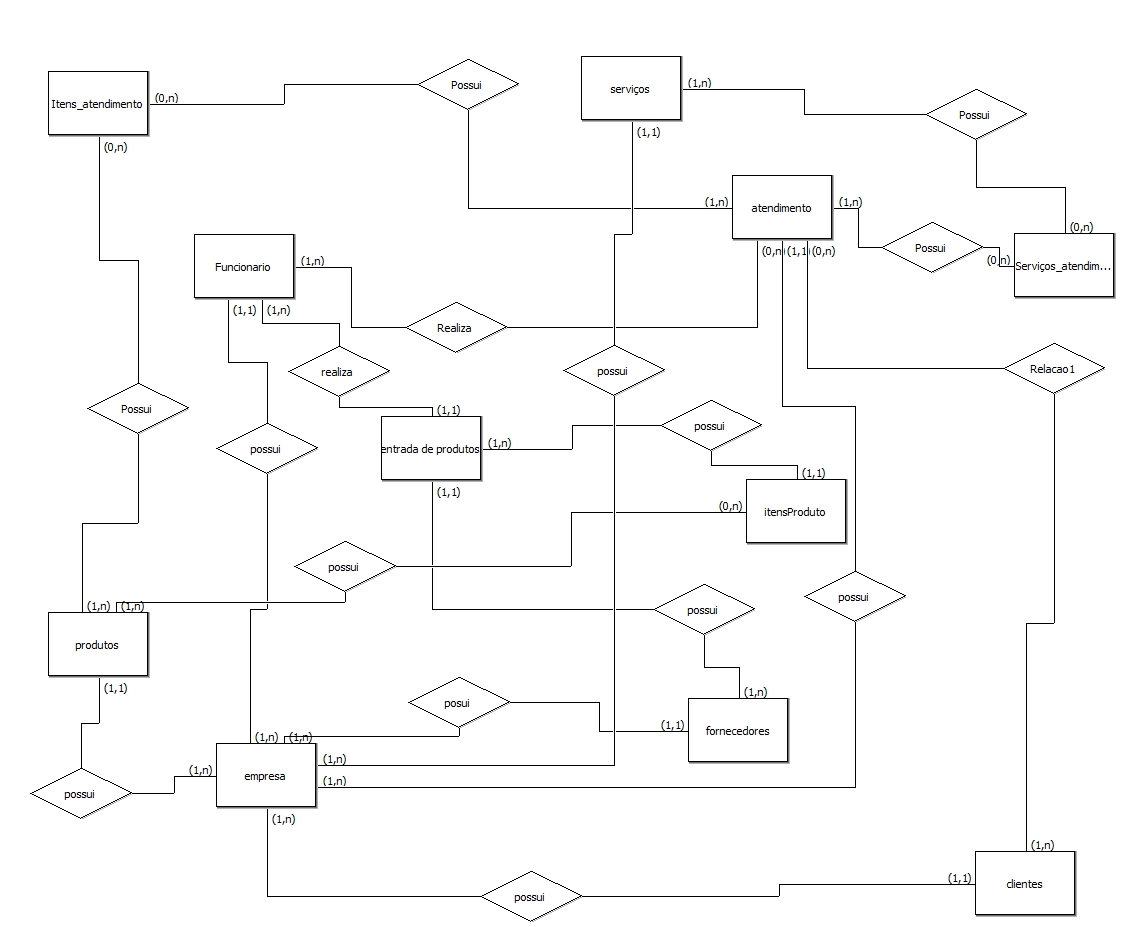 Possui
serviços
(1,n)
Itens_atendimento
(0,n)
Possui
(1,1)
(0,n)
(1,n)
atendimento
(1,n)
(0,n)
Possui
(0,n)
Serviços_atendim...
Funcionario
(1,n)
(0,n)
(1,1)
(0,n)
(1,1)
(1,n)
Realiza
realiza
possui
Relacao1
Possui
(1,1)
possui
possui
entrada de produtos
(1,n)
(1,1)
(1,1)
(0,n)
itensProduto
possui
possui
(1,n)
(1,n)
possui
produtos
(1,1)
(1,n)
posui
(1,1)
fornecedores
(1,n)
(1,n)
(1,n)
(1,n)
empresa
(1,n)
possui
(1,n)
(1,n)
possui
(1,1)
clientes